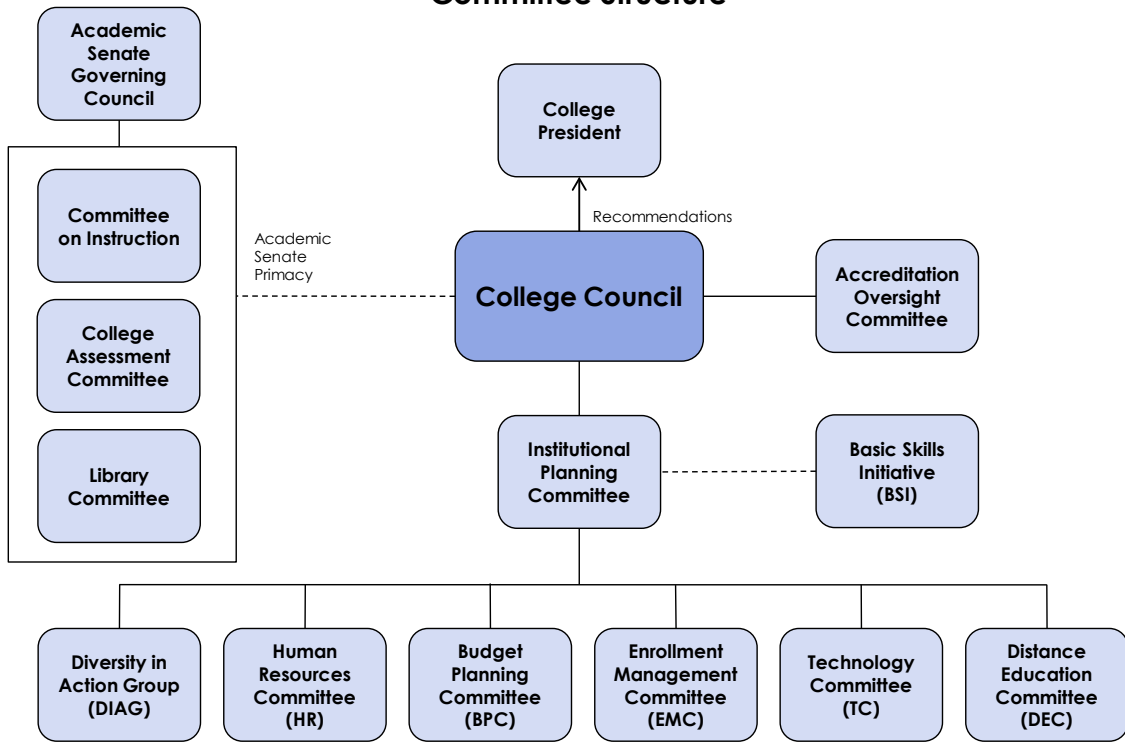 Committee Structure
Academic
Senate
Governing
Council
College
President
Recommendations
Committee
on Instruction
Academic
Senate
Primacy
College Council
Accreditation
Oversight
Committee
College
Assessment
Committee
Library
Committee
Institutional
Planning
Committee
Basic Skills
Initiative
(BSI)
Diversity in
Action Group
(DIAG)
Human
Resources
Committee
(HR)
Budget
Planning
Committee
(BPC)
Enrollment
Management
Committee
(EMC)
Technology
Committee
(TC)
Distance
Education
Committee
(DEC)